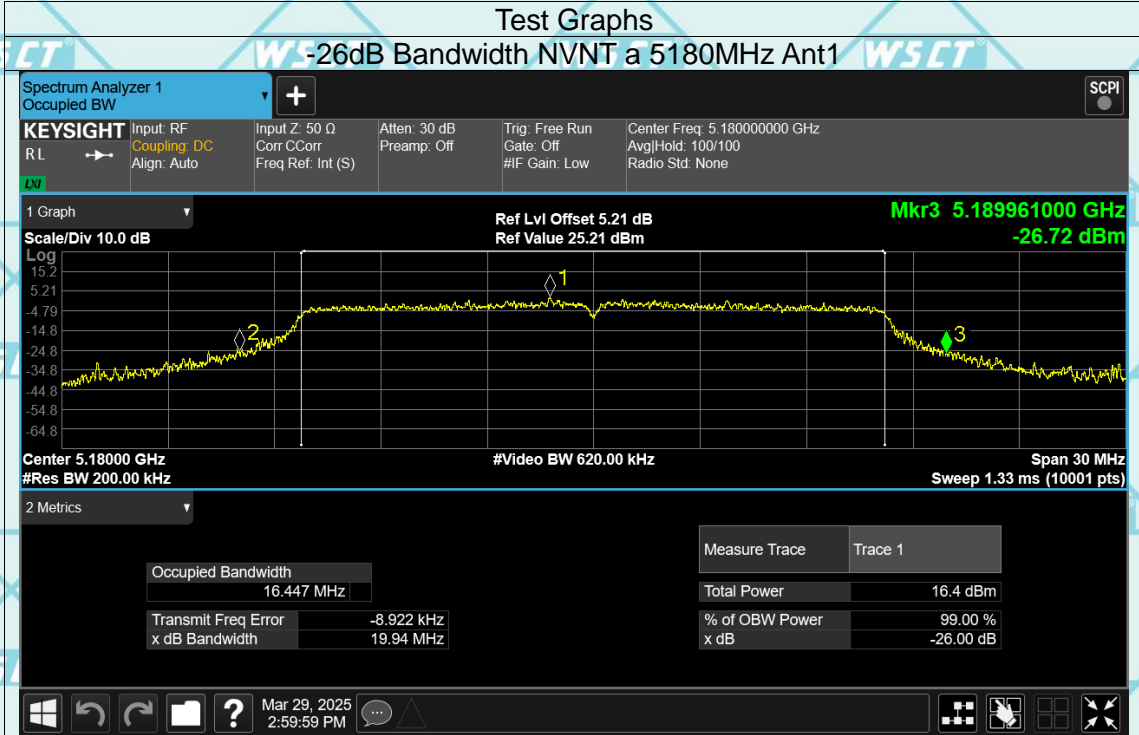 Test Graphs
WSCT WSCT WSCT
-26dB Bandwidth NVNT a 5180MHz Ant1
Spectrum Analyzer 1
Occupied BW
+
SCPI
KEYSIGHT
R L
LXI
Input: RF
Coupling: DC
Align: Auto
Input Z: 50 Ω
Corr CCorr
Freq Ref: Int (S)
Atten: 30 dB
Preamp: Off
Trig: Free Run
Gate: Off
#IF Gain: Low
Center Freq: 5.180000000 GHz
Avg|Hold: 100/100
Radio Std: None
1 Graph
Scale/Div 10.0 dB
Ref Lvl Offset 5.21 dB
Ref Value 25.21 dBm
Mkr3 5.189961000 GHz
-26.72 dBm
Log
15.2
5.21
-4.79
-14.8
-24.8
-34.8
-44.8
-54.8
-64.8
1
2
3
Center 5.18000 GHz
#Res BW 200.00 kHz
#Video BW 620.00 kHz
Span 30 MHz
Sweep 1.33 ms (10001 pts)
2 Metrics
Occupied Bandwidth
16.447 MHz
Transmit Freq Error -8.922 kHz
x dB Bandwidth 19.94 MHz
Measure Trace Trace 1
Total Power 16.4 dBm
% of OBW Power 99.00 %
x dB -26.00 dB
?
Mar 29, 2025
2:59:59 PM